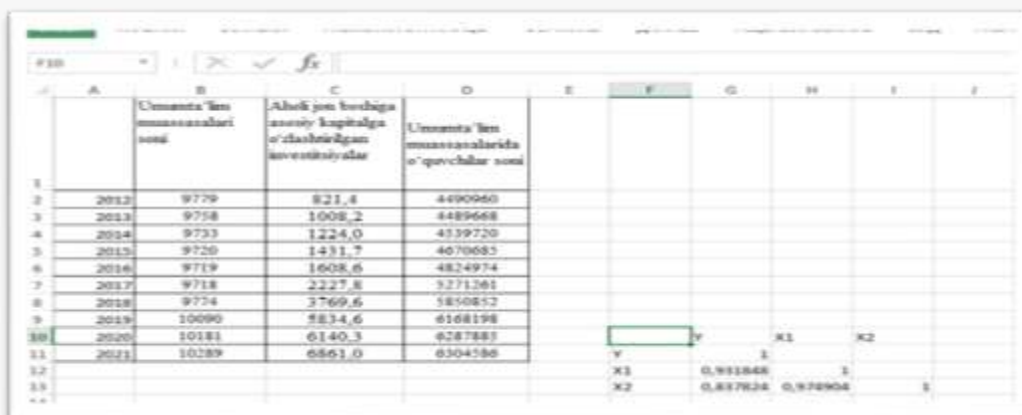 F10 fx
A B C D E F G H I J
Umumta'lim muassasalari soni
Aholi jon boshiga asosiy kapitalga o'zlashtirilgan investitsiyalar
Umumta'lim muassasalarida o'quvchilar soni
1
2 2012 9779 821,4 4490960
3 2013 9758 1008,2 4489668
4 2014 9733 1224,0 4539720
5 2015 9720 1431,7 4670685
6 2016 9719 1608,6 4824974
7 2017 9718 2227,8 5271261
8 2018 9774 3769,6 5850852
9 2019 10090 5834,6 6168198
10 2020 10181 6140,3 6287885 Y X1 X2
11 2021 10289 6861,0 6304586 Y 1
12 X1 0,931848 1
13 X2 0,837824 0,974904 1